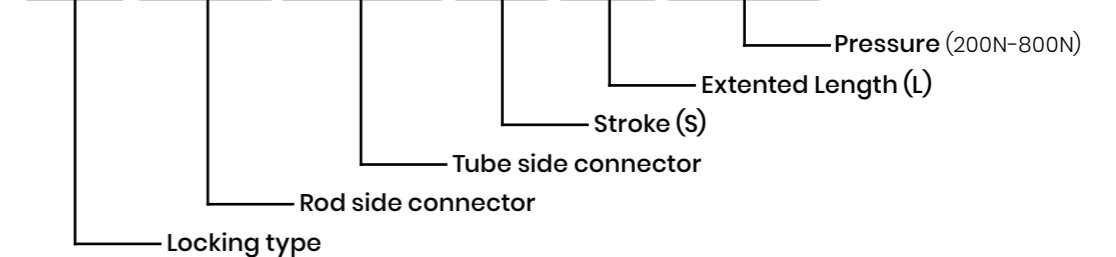 Pressure (200N-800N)
Extented Length (L)
Stroke (S)
Tube side connector
Rod side connector
Locking type